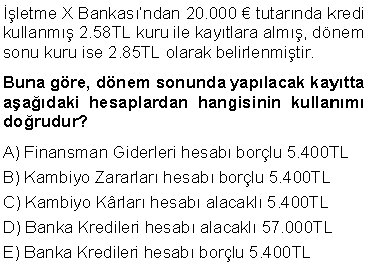 İşletme X Bankası'ndan 20.000 € tutarında kredi
kullanmış 2.58TL kuru ile kayıtlara almış, dönem
sonu kuru ise 2.85TL olarak belirlenmiştir.
Buna göre, dönem sonunda yapılacak kayıtta
aşağıdaki hesaplardan hangisinin kullanımı
doğrudur?
A) Finansman Giderleri hesabı borçlu 5.400TL
B) Kambiyo Zararları hesabı borçlu 5.400TL
C) Kambiyo Kârları hesabı alacaklı 5.400TL
D) Banka Kredileri hesabı alacaklı 57.000TL
E) Banka Kredileri hesabı borçlu 5.400TL